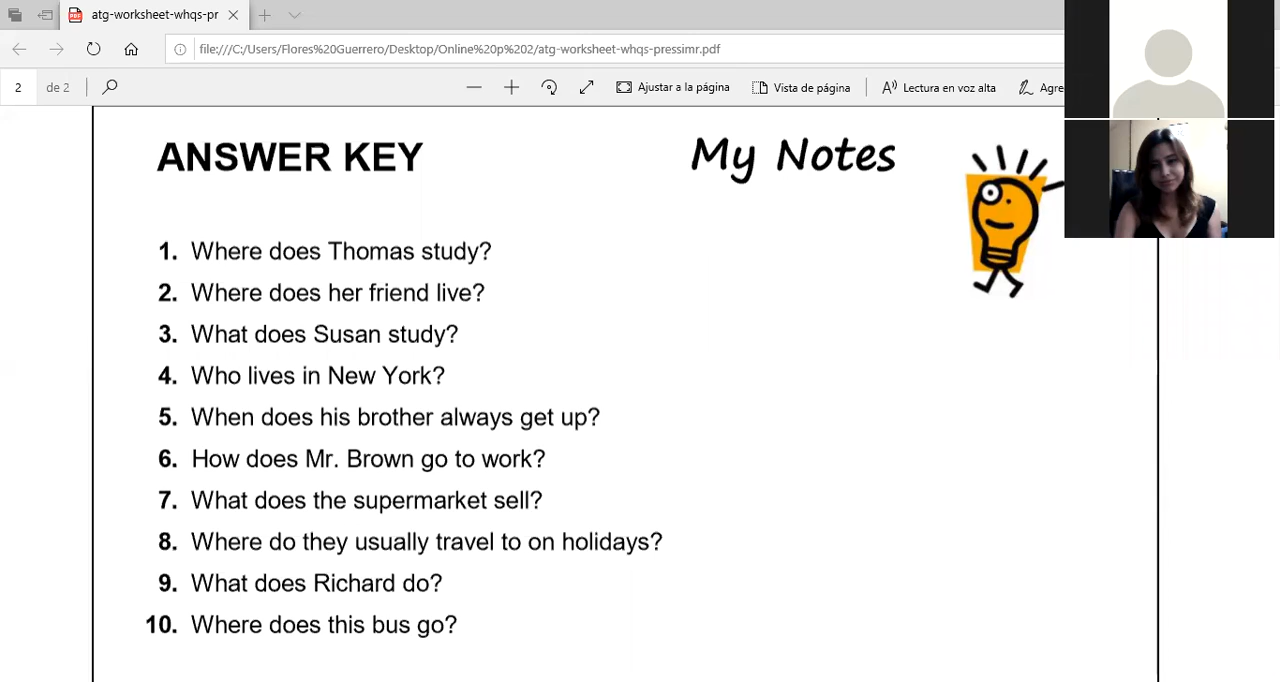 atg-worksheet-whqs-pr
file:///C:/Users/Flores%20Guerrero/Desktop/Online%20p%202/atg-worksheet-whqs-pressimr.pdf
2 de 2 Ajustar a la página Vista de página Lectura en voz alta Agre
ANSWER KEY My Notes
1. Where does Thomas study?
2. Where does her friend live?
3. What does Susan study?
4. Who lives in New York?
5. When does his brother always get up?
6. How does Mr. Brown go to work?
7. What does the supermarket sell?
8. Where do they usually travel to on holidays?
9. What does Richard do?
10. Where does this bus go?